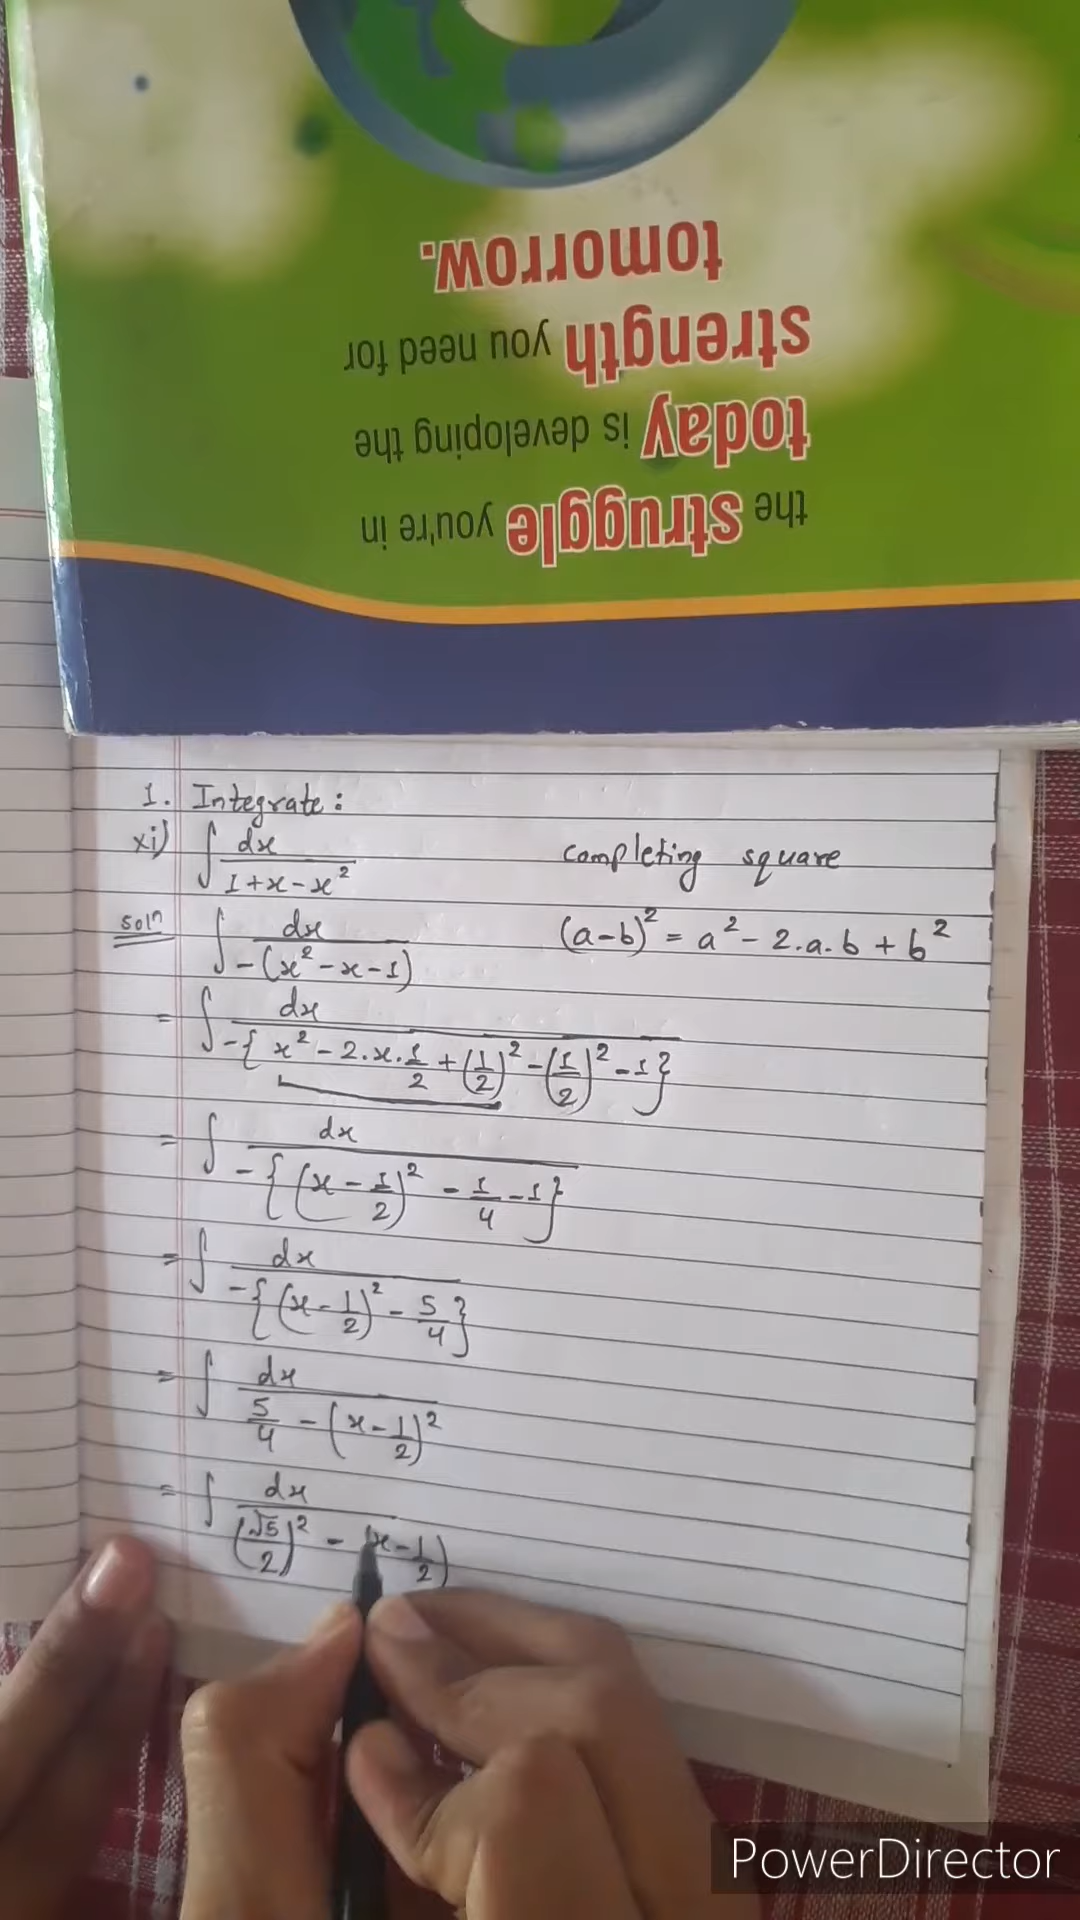 the struggle you're in
today is developing the
strength you need for
tomorrow.
1. Integrate:
xi) ∫ dx / (1+x-x²)
completing square
soln ∫ dx / -(x²-x-1)
(a-b)² = a² - 2.a.b + b²
= ∫ dx / -{x² - 2.x.1/2 + (1/2)² - (1/2)² - 1}
= ∫ dx / -{(x - 1/2)² - 1/4 - 1}
= ∫ dx / -{(x - 1/2)² - 5/4}
= ∫ dx / 5/4 - (x - 1/2)²
= ∫ dx / (√5/2)² - (x - 1/2)
PowerDirector